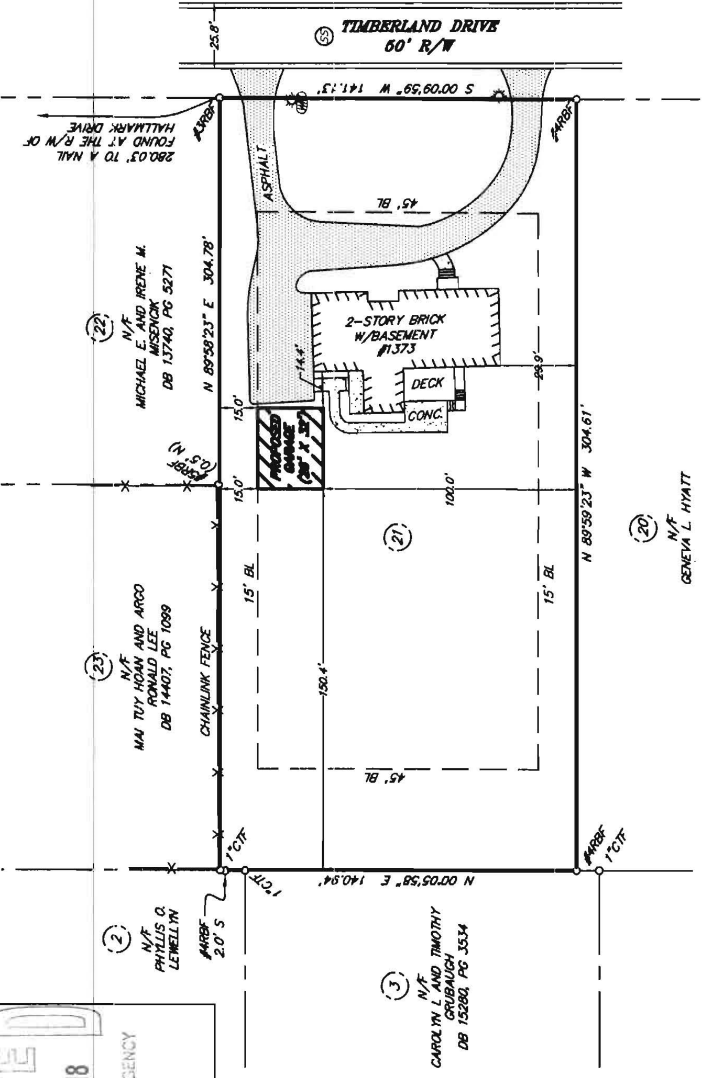 TIMBERLAND DRIVE
60' R/W
SS
25.8'
S 00°09'59" W 141.13'
#3RBF
#4RBF
280.03' TO A NAIL
FOUND AT THE R/W OF
HALLMARK DRIVE
ASPHALT
45' BL
22
N/F
MICHAEL E. AND IRENE M.
MISENCIK
DB 13740, PG 5271
N 89°58'23" E 304.78'
2-STORY BRICK
W/BASEMENT
#1373
14.4'
DECK
CONC.
29.9'
15.0'
15.0'
PROPOSED
GARAGE
(26' X 32')
(0.5' N)
100.0'
21
N 89°59'23" W 304.61'
20
N/F
GENEVA L. HYATT
15' BL
15' BL
23
N/F
MAI TUY HOAN AND ARGO
RONALD LEE
DB 14407, PG 1099
CHAINLINK FENCE
150.4'
45' BL
N 00°05'58" E 140.94'
1"CTF
1"CTF
#4RBF
1"CTF
#4RBF
2.0' S
2
N/F
PHYLLIS O.
LEWELLYN
3
N/F
CAROLYN L AND TIMOTHY
GRUBAUGH
DB 15280, PG 3534
GENCY